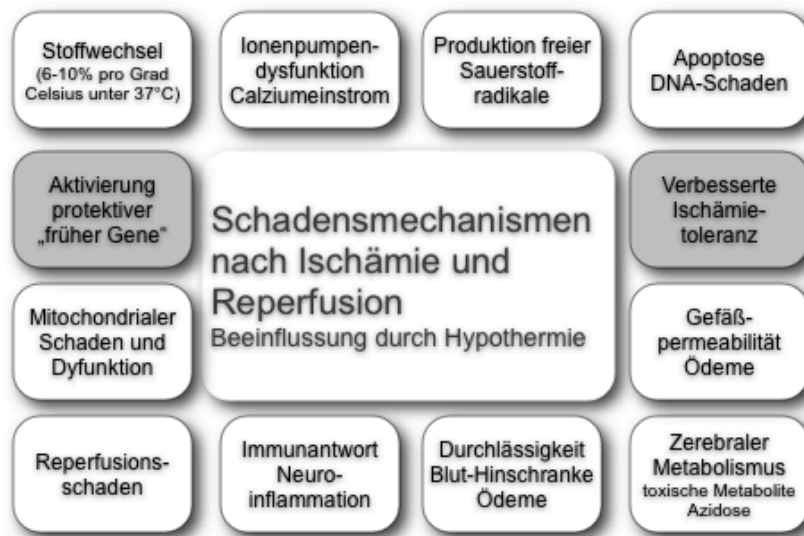 Stoffwechsel
(6-10% pro Grad
Celsius unter 37°C)
Ionenpumpen-
dysfunktion
Calziumeinstrom
Produktion freier
Sauerstoff-
radikale
Apoptose
DNA-Schaden
Aktivierung
protektiver
„früher Gene“
Schadensmechanismen
nach Ischämie und
Reperfusion
Beeinflussung durch Hypothermie
Verbesserte
Ischämie-
toleranz
Mitochondrialer
Schaden und
Dyfunktion
Gefäß-
permeabilität
Ödeme
Reperfusions-
schaden
Immunantwort
Neuro-
inflammation
Durchlässigkeit
Blut-Hinschranke
Ödeme
Zerebraler
Metabolismus
toxische Metabolite
Azidose